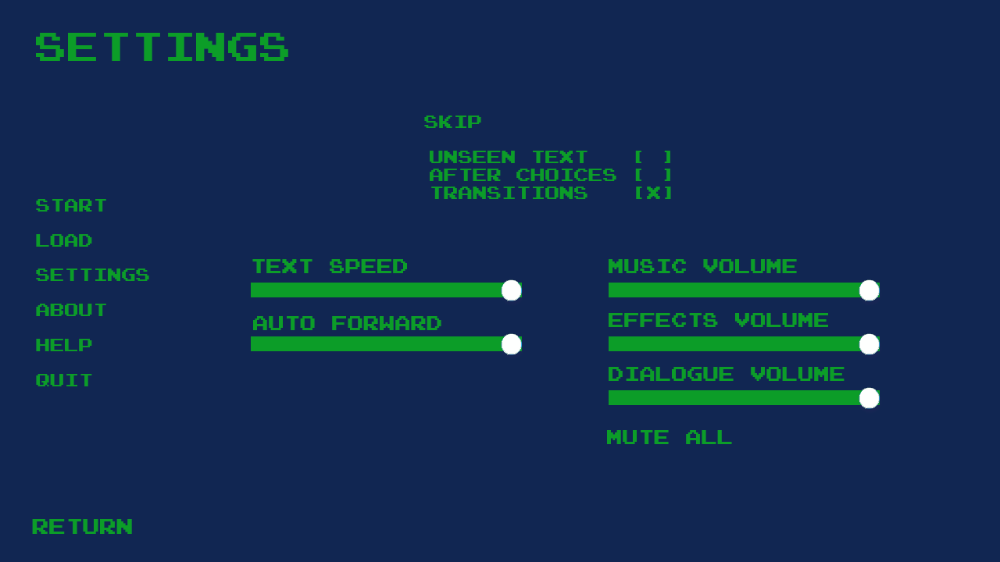 SETTINGS
SKIP
UNSEEN TEXT [ ]
AFTER CHOICES [ ]
TRANSITIONS [X]
START
LOAD
SETTINGS
ABOUT
HELP
QUIT
TEXT SPEED
AUTO FORWARD
MUSIC VOLUME
EFFECTS VOLUME
DIALOGUE VOLUME
MUTE ALL
RETURN